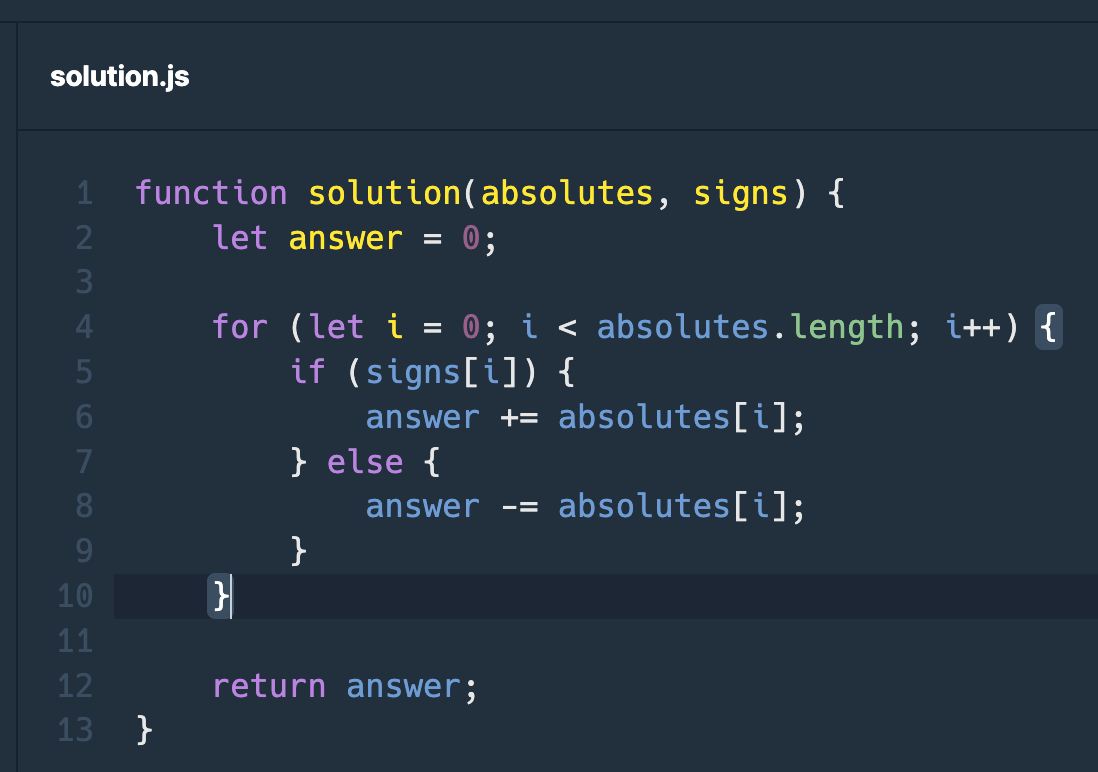 solution.js
1 function solution(absolutes, signs) {
2     let answer = 0;
3
4     for (let i = 0; i < absolutes.length; i++) {
5         if (signs[i]) {
6             answer += absolutes[i];
7         } else {
8             answer -= absolutes[i];
9         }
10     }
11
12     return answer;
13 }